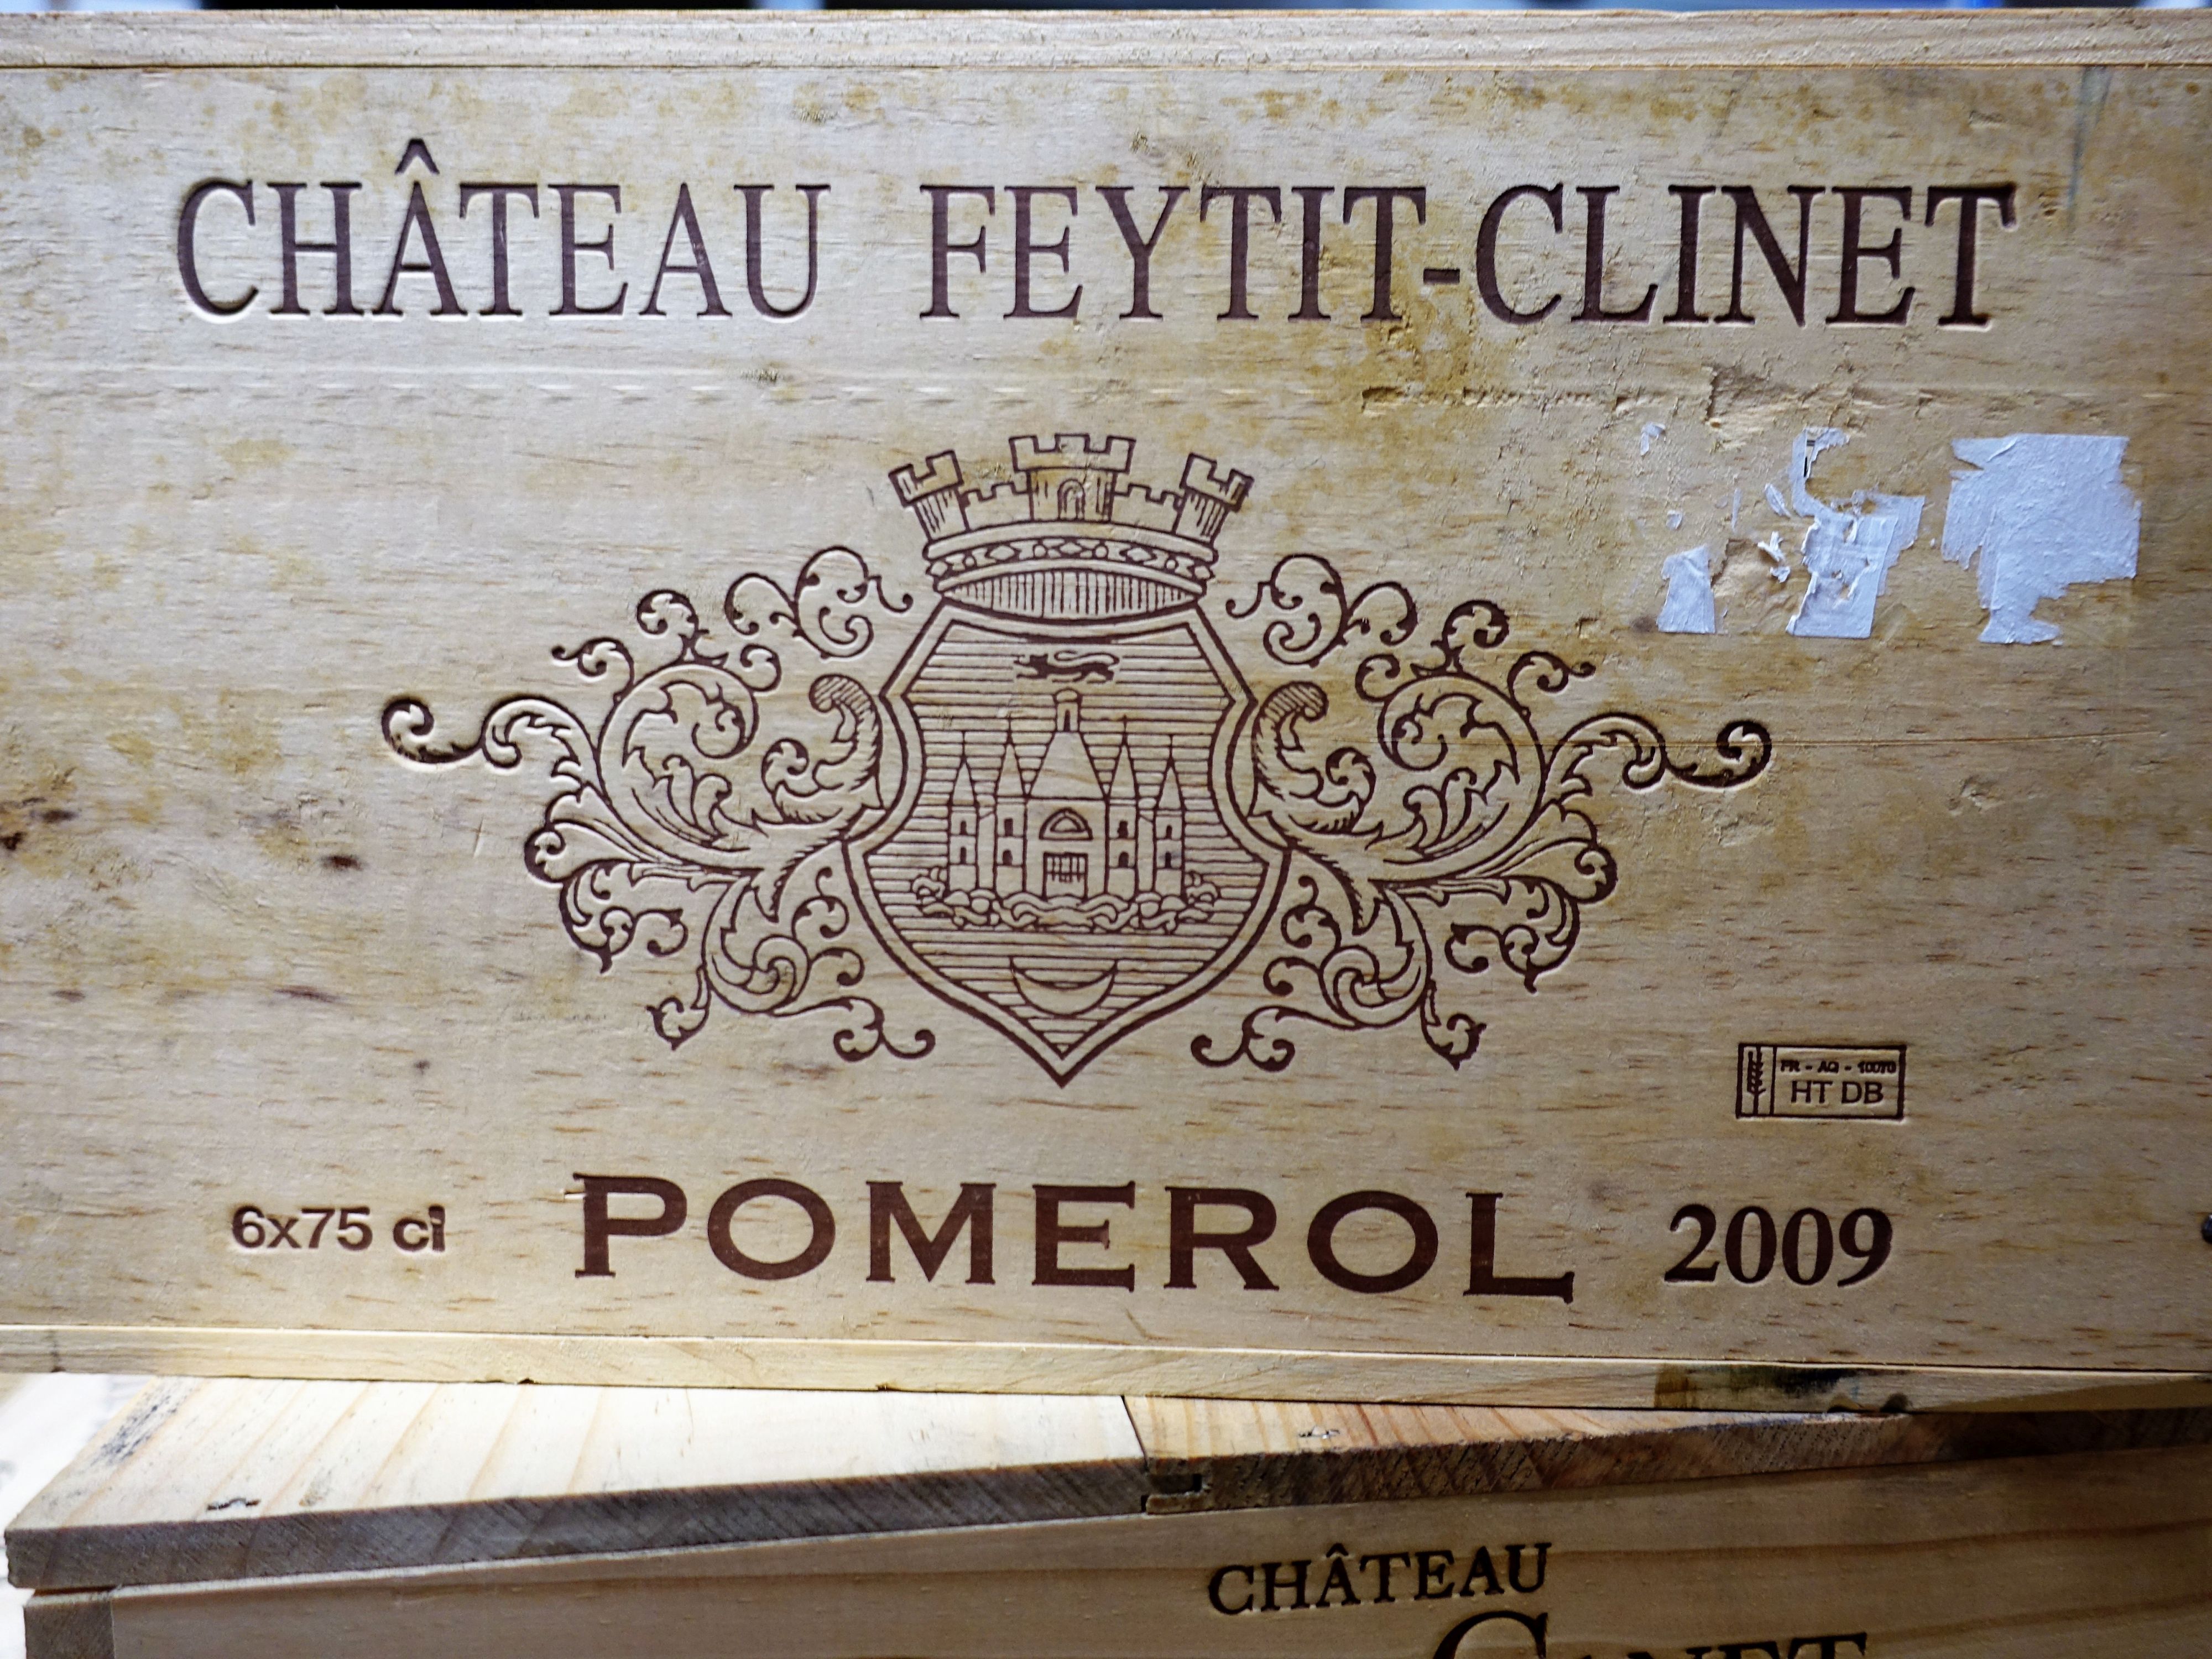 CHÂTEAU FEYTIT-CLINET
FR - AQ - 10070
HT DB
6x75 cl POMEROL 2009
CHÂTEAU